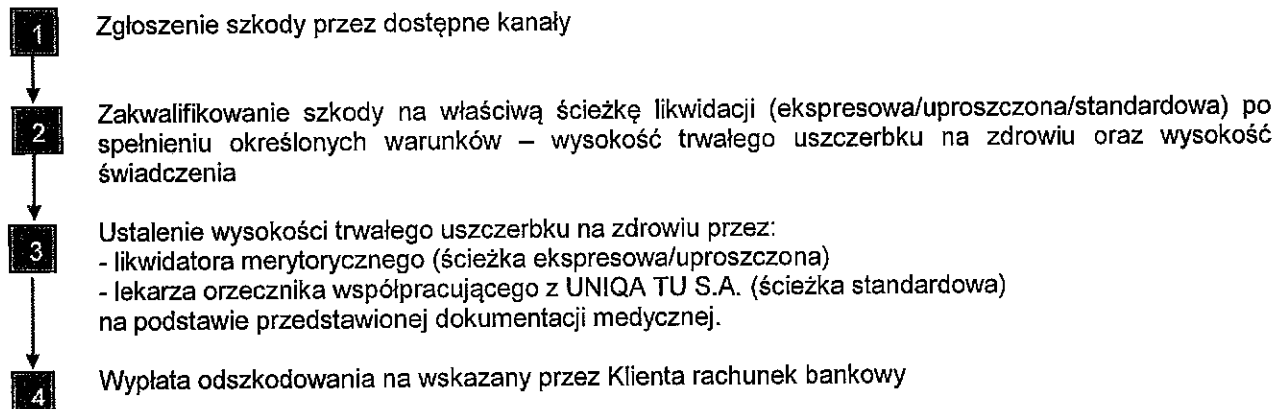 1 Zgłoszenie szkody przez dostępne kanały
2 Zakwalifikowanie szkody na właściwą ścieżkę likwidacji (ekspresowa/uproszczona/standardowa) po
spełnieniu określonych warunków – wysokość trwałego uszczerbku na zdrowiu oraz wysokość
świadczenia
3 Ustalenie wysokości trwałego uszczerbku na zdrowiu przez:
- likwidatora merytorycznego (ścieżka ekspresowa/uproszczona)
- lekarza orzecznika współpracującego z UNIQA TU S.A. (ścieżka standardowa)
na podstawie przedstawionej dokumentacji medycznej.
4 Wypłata odszkodowania na wskazany przez Klienta rachunek bankowy